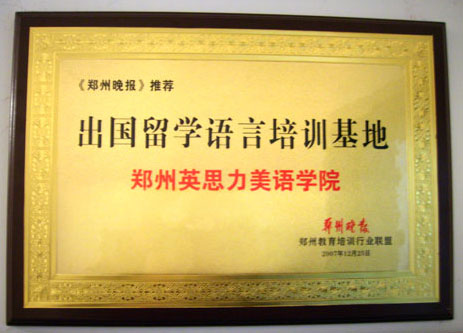 《郑州晚报》推荐
出国留学语言培训基地
郑州英思力美语学院
郑州晚报
郑州教育培训行业联盟
2007年12月25日